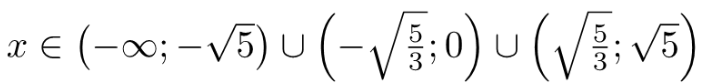 x ∈ (−∞; −√5) ∪ (−√(5/3); 0) ∪ (√(5/3); √5)